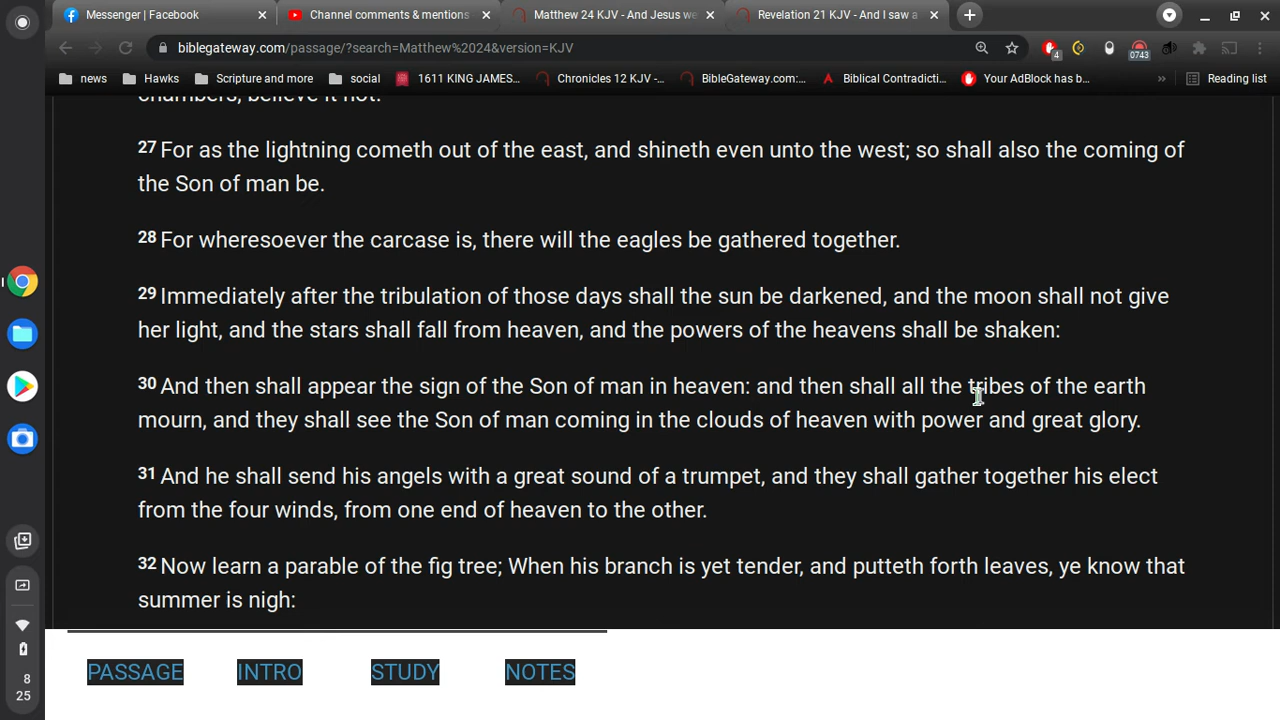 Messenger | Facebook
Channel comments & mentions
Matthew 24 KJV - And Jesus we
Revelation 21 KJV - And I saw a
biblegateway.com/passage/?search=Matthew%2024&version=KJV
4
0743
news
Hawks
Scripture and more
social
1611 KING JAMES...
Chronicles 12 KJV -...
BibleGateway.com:...
Biblical Contradicti...
Your AdBlock has b...
»
Reading list
chambers; believe it not.
27 For as the lightning cometh out of the east, and shineth even unto the west; so shall also the coming of
the Son of man be.
28 For wheresoever the carcase is, there will the eagles be gathered together.
29 Immediately after the tribulation of those days shall the sun be darkened, and the moon shall not give
her light, and the stars shall fall from heaven, and the powers of the heavens shall be shaken:
30 And then shall appear the sign of the Son of man in heaven: and then shall all the tribes of the earth
mourn, and they shall see the Son of man coming in the clouds of heaven with power and great glory.
31 And he shall send his angels with a great sound of a trumpet, and they shall gather together his elect
from the four winds, from one end of heaven to the other.
32 Now learn a parable of the fig tree; When his branch is yet tender, and putteth forth leaves, ye know that
summer is nigh:
PASSAGE
INTRO
STUDY
NOTES
8
25